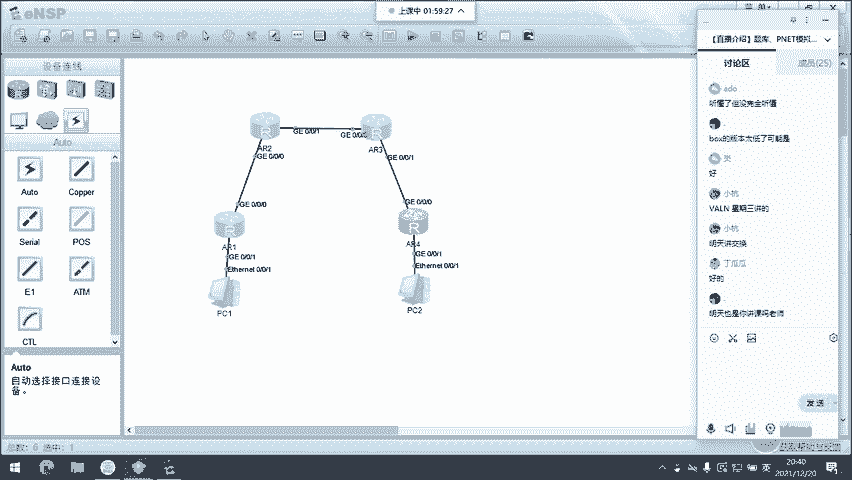 eNSP
上课中 01:59:27
菜 单
设备连线
Auto
Auto
Copper
Serial
POS
E1
ATM
CTL
Auto
自动选择接口连接设
备。
总数: 6 选中: 1
AR2
GE 0/0/1
GE 0/0/0
AR3
GE 0/0/1
GE 0/0/0
GE 0/0/0
AR1
GE 0/0/1
Ethernet 0/0/1
PC1
GE 0/0/0
AR4
GE 0/0/1
Ethernet 0/0/1
PC2
【直播介绍】题库、PNET模拟...
讨论区
成员(25)
ado
听懂了但没完全听懂
box的版本太低了可能是
好
小杭
VALN 星期三讲的
小杭
明天讲交换
丁瓜瓜
好的
明天也是你讲课吗老师
发 送
英
20:40
2021/12/20